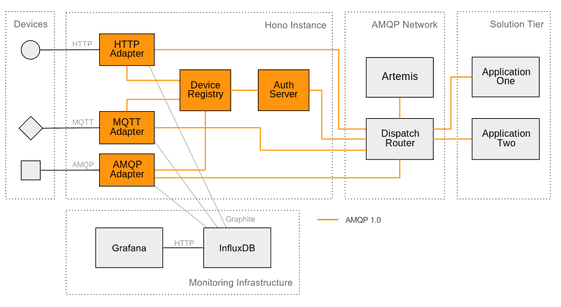 Devices
Hono Instance
AMQP Network
Solution Tier
HTTP
HTTP
Adapter
Device
Registry
Auth
Server
Artemis
Application
One
MQTT
MQTT
Adapter
Dispatch
Router
Application
Two
AMQP
AMQP
Adapter
Graphite
AMQP 1.0
Grafana
HTTP
InfluxDB
Monitoring Infrastructure